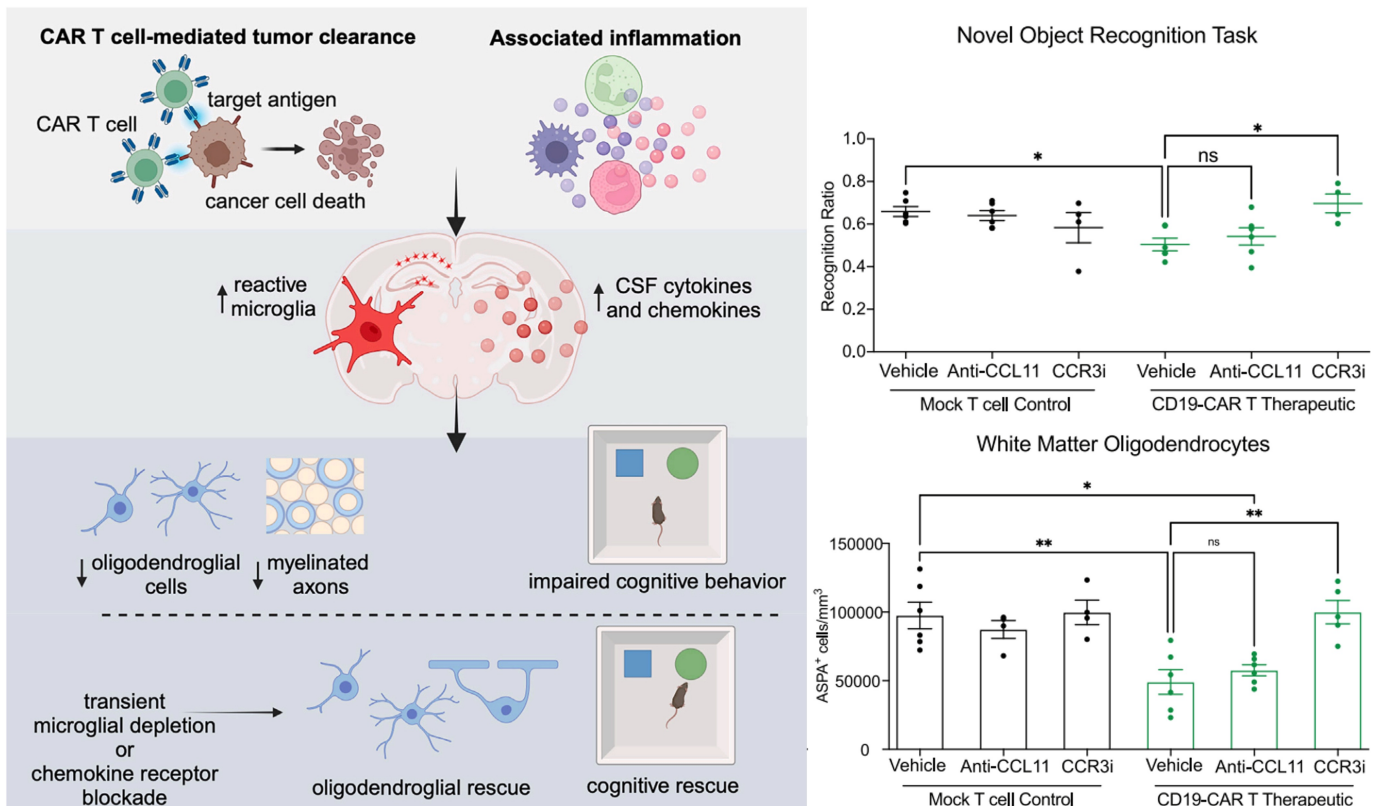 CAR T cell-mediated tumor clearance
Associated inflammation
target antigen
CAR T cell
cancer cell death
reactive
microglia
CSF cytokines
and chemokines
oligodendroglial
cells
myelinated
axons
impaired cognitive behavior
transient
microglial depletion
or
chemokine receptor
blockade
oligodendroglial rescue
cognitive rescue
Novel Object Recognition Task
Recognition Ratio
1.0
0.8
0.6
0.4
0.2
0.0
*
*
ns
Vehicle Anti-CCL11 CCR3i Vehicle Anti-CCL11 CCR3i
Mock T cell Control CD19-CAR T Therapeutic
White Matter Oligodendrocytes
ASPA⁺ cells/mm³
150000
100000
50000
0
*
**
**
ns
Vehicle Anti-CCL11 CCR3i Vehicle Anti-CCL11 CCR3i
Mock T cell Control CD19-CAR T Therapeutic